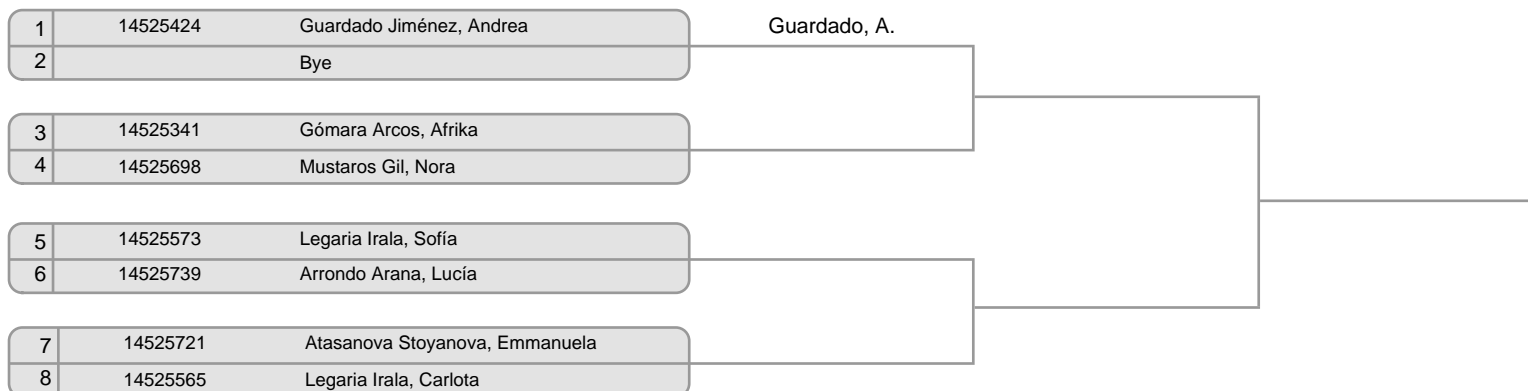 1 14525424 Guardado Jiménez, Andrea Guardado, A.
2 Bye
3 14525341 Gómara Arcos, Afrika
4 14525698 Mustaros Gil, Nora
5 14525573 Legaria Irala, Sofía
6 14525739 Arrondo Arana, Lucía
7 14525721 Atasanova Stoyanova, Emmanuela
8 14525565 Legaria Irala, Carlota